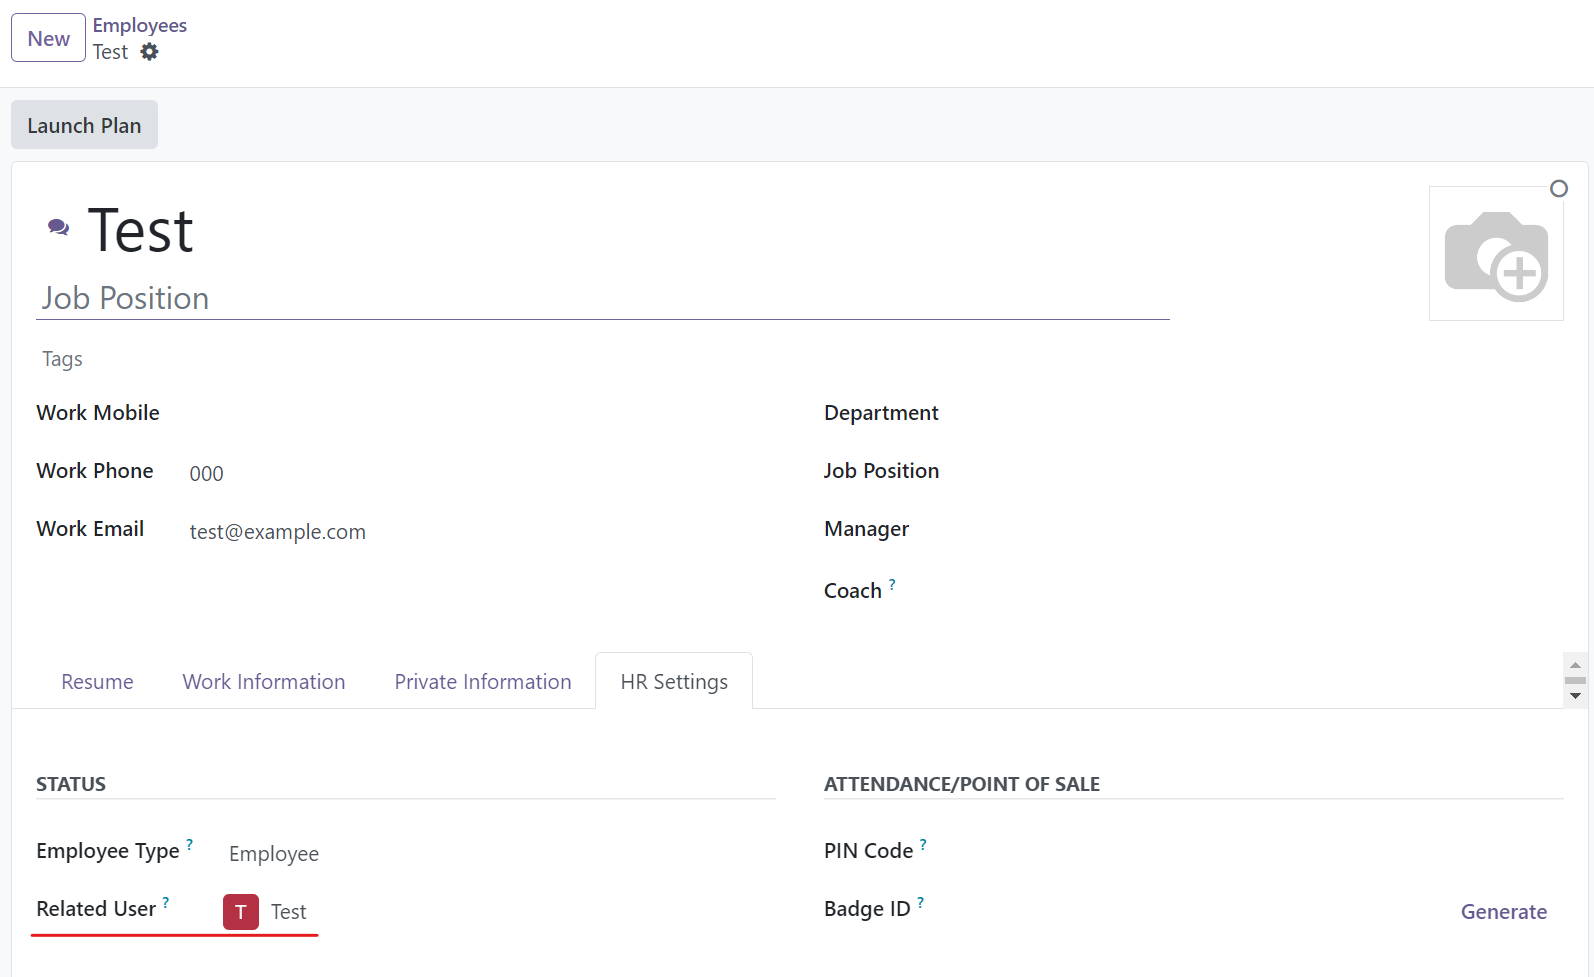 New
Employees
Test
Launch Plan
Test
Job Position
Tags
Work Mobile
Work Phone 000
Work Email test@example.com
Department
Job Position
Manager
Coach ?
Resume Work Information Private Information HR Settings
STATUS
Employee Type ? Employee
Related User ? T Test
ATTENDANCE/POINT OF SALE
PIN Code ?
Badge ID ? Generate